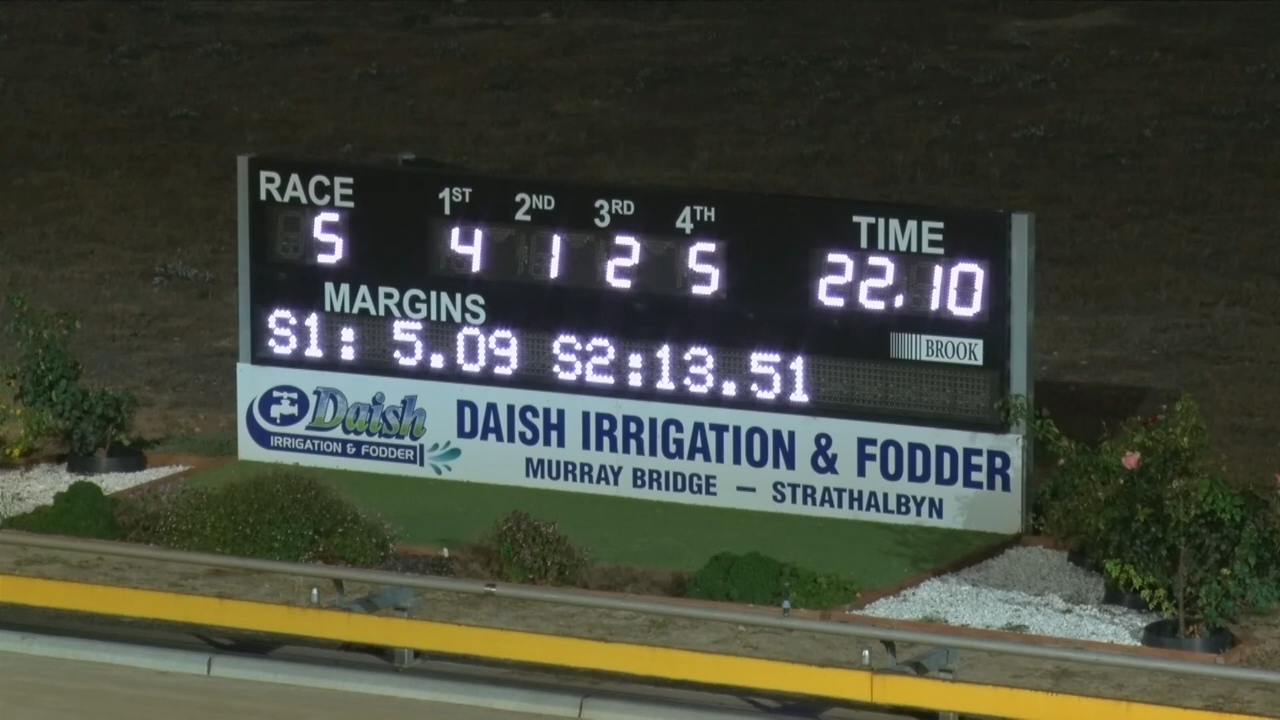 RACE 1ST 2ND 3RD 4TH TIME
5 4 1 2 5 22.10
MARGINS
S1: 5.09 S2:13.51
BROOK
Daish
IRRIGATION & FODDER
DAISH IRRIGATION & FODDER
MURRAY BRIDGE – STRATHALBYN